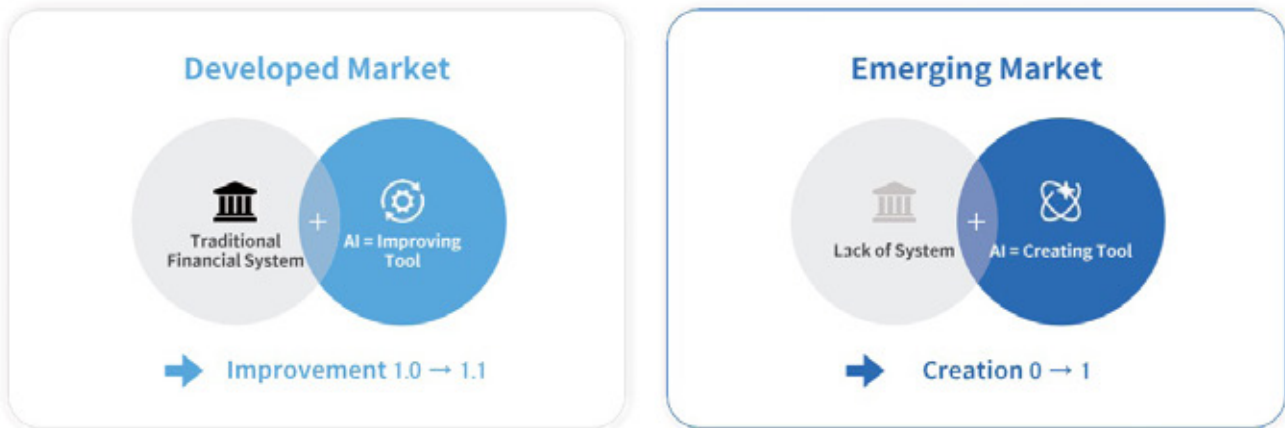 Developed Market
Traditional
Financial System
+
AI = Improving
Tool
Improvement 1.0 → 1.1
Emerging Market
Lack of System
+
AI = Creating Tool
Creation 0 → 1